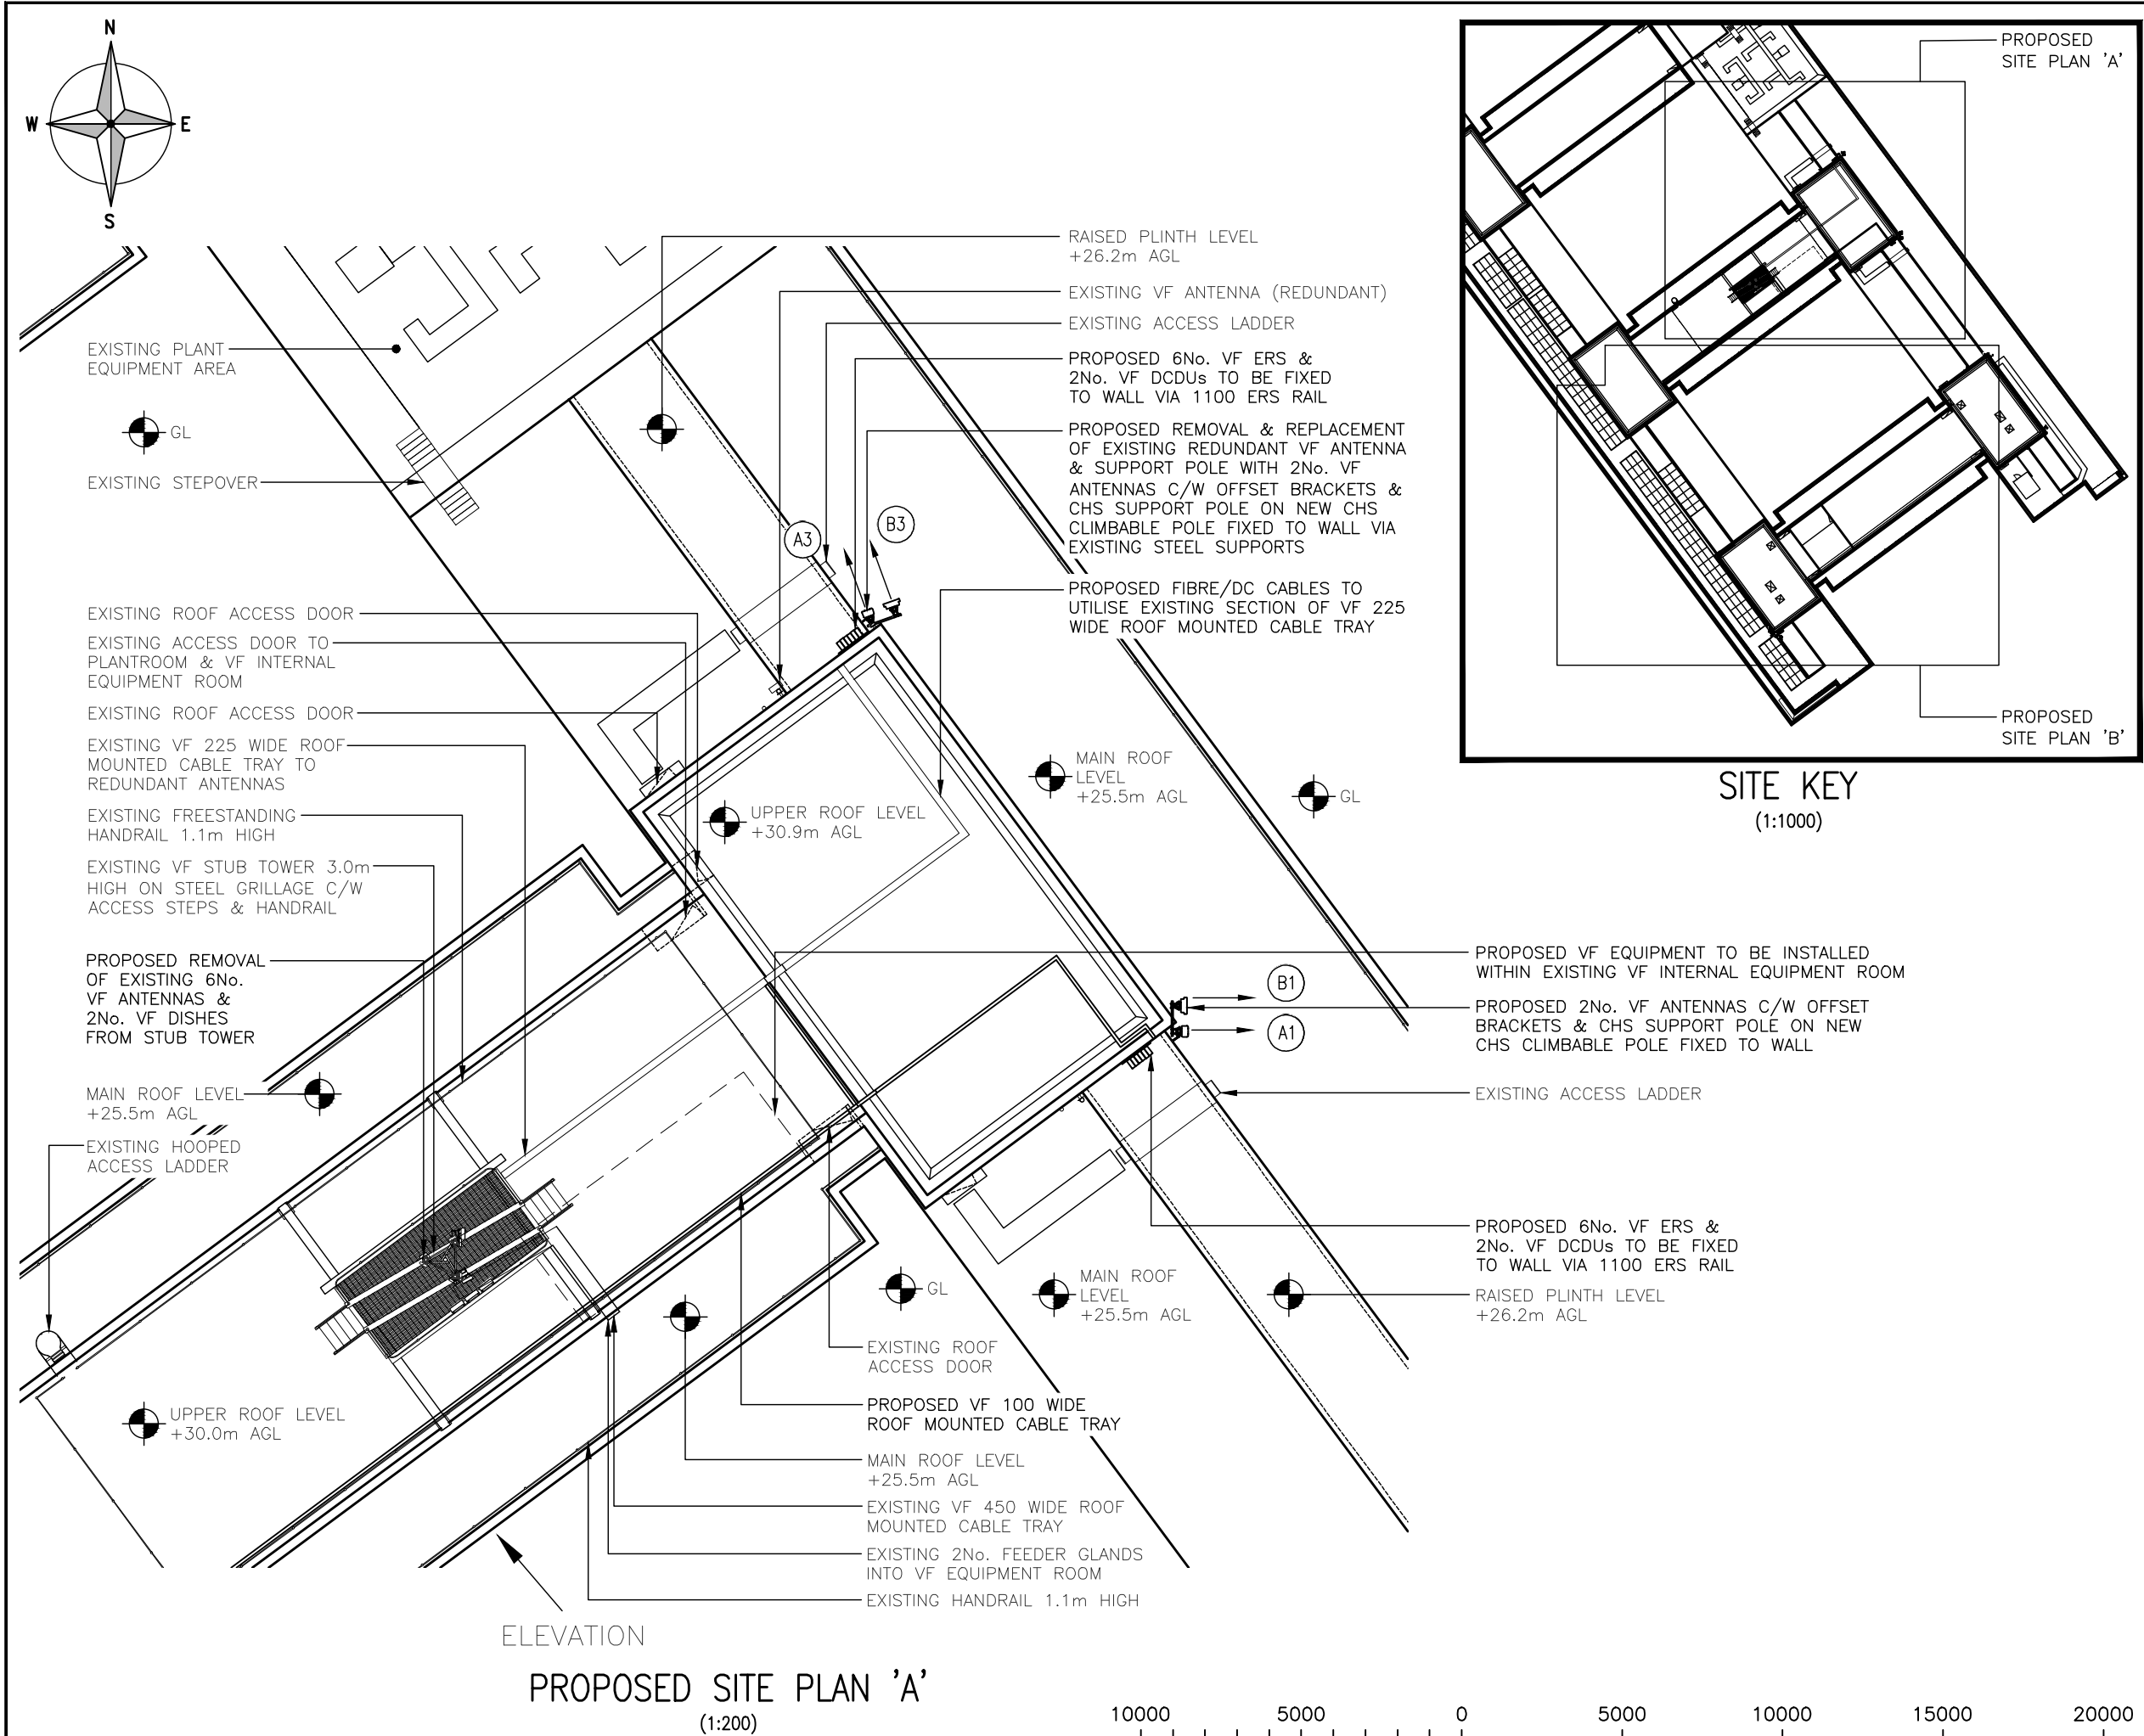 N
W
E
S
RAISED PLINTH LEVEL
+26.2m AGL
EXISTING VF ANTENNA (REDUNDANT)
EXISTING ACCESS LADDER
PROPOSED 6No. VF ERS &
2No. VF DCDUs TO BE FIXED
TO WALL VIA 1100 ERS RAIL
PROPOSED REMOVAL & REPLACEMENT
OF EXISTING REDUNDANT VF ANTENNA
& SUPPORT POLE WITH 2No. VF
ANTENNAS C/W OFFSET BRACKETS &
CHS SUPPORT POLE ON NEW CHS
CLIMBABLE POLE FIXED TO WALL VIA
EXISTING STEEL SUPPORTS
PROPOSED FIBRE/DC CABLES TO
UTILISE EXISTING SECTION OF VF 225
WIDE ROOF MOUNTED CABLE TRAY
EXISTING PLANT
EQUIPMENT AREA
GL
EXISTING STEPOVER
A3
B3
EXISTING ROOF ACCESS DOOR
EXISTING ACCESS DOOR TO
PLANTROOM & VF INTERNAL
EQUIPMENT ROOM
EXISTING ROOF ACCESS DOOR
EXISTING VF 225 WIDE ROOF
MOUNTED CABLE TRAY TO
REDUNDANT ANTENNAS
EXISTING FREESTANDING
HANDRAIL 1.1m HIGH
EXISTING VF STUB TOWER 3.0m
HIGH ON STEEL GRILLAGE C/W
ACCESS STEPS & HANDRAIL
PROPOSED REMOVAL
OF EXISTING 6No.
VF ANTENNAS &
2No. VF DISHES
FROM STUB TOWER
MAIN ROOF LEVEL
+25.5m AGL
EXISTING HOOPED
ACCESS LADDER
UPPER ROOF LEVEL
+30.0m AGL
UPPER ROOF LEVEL
+30.9m AGL
MAIN ROOF
LEVEL
+25.5m AGL
GL
PROPOSED
SITE PLAN 'A'
PROPOSED
SITE PLAN 'B'
SITE KEY
(1:1000)
PROPOSED VF EQUIPMENT TO BE INSTALLED
WITHIN EXISTING VF INTERNAL EQUIPMENT ROOM
B1
A1
PROPOSED 2No. VF ANTENNAS C/W OFFSET
BRACKETS & CHS SUPPORT POLE ON NEW
CHS CLIMBABLE POLE FIXED TO WALL
EXISTING ACCESS LADDER
PROPOSED 6No. VF ERS &
2No. VF DCDUs TO BE FIXED
TO WALL VIA 1100 ERS RAIL
RAISED PLINTH LEVEL
+26.2m AGL
GL
MAIN ROOF
LEVEL
+25.5m AGL
EXISTING ROOF
ACCESS DOOR
PROPOSED VF 100 WIDE
ROOF MOUNTED CABLE TRAY
MAIN ROOF LEVEL
+25.5m AGL
EXISTING VF 450 WIDE ROOF
MOUNTED CABLE TRAY
EXISTING 2No. FEEDER GLANDS
INTO VF EQUIPMENT ROOM
EXISTING HANDRAIL 1.1m HIGH
ELEVATION
PROPOSED SITE PLAN 'A'
(1:200)
10000 5000 0 5000 10000 15000 20000